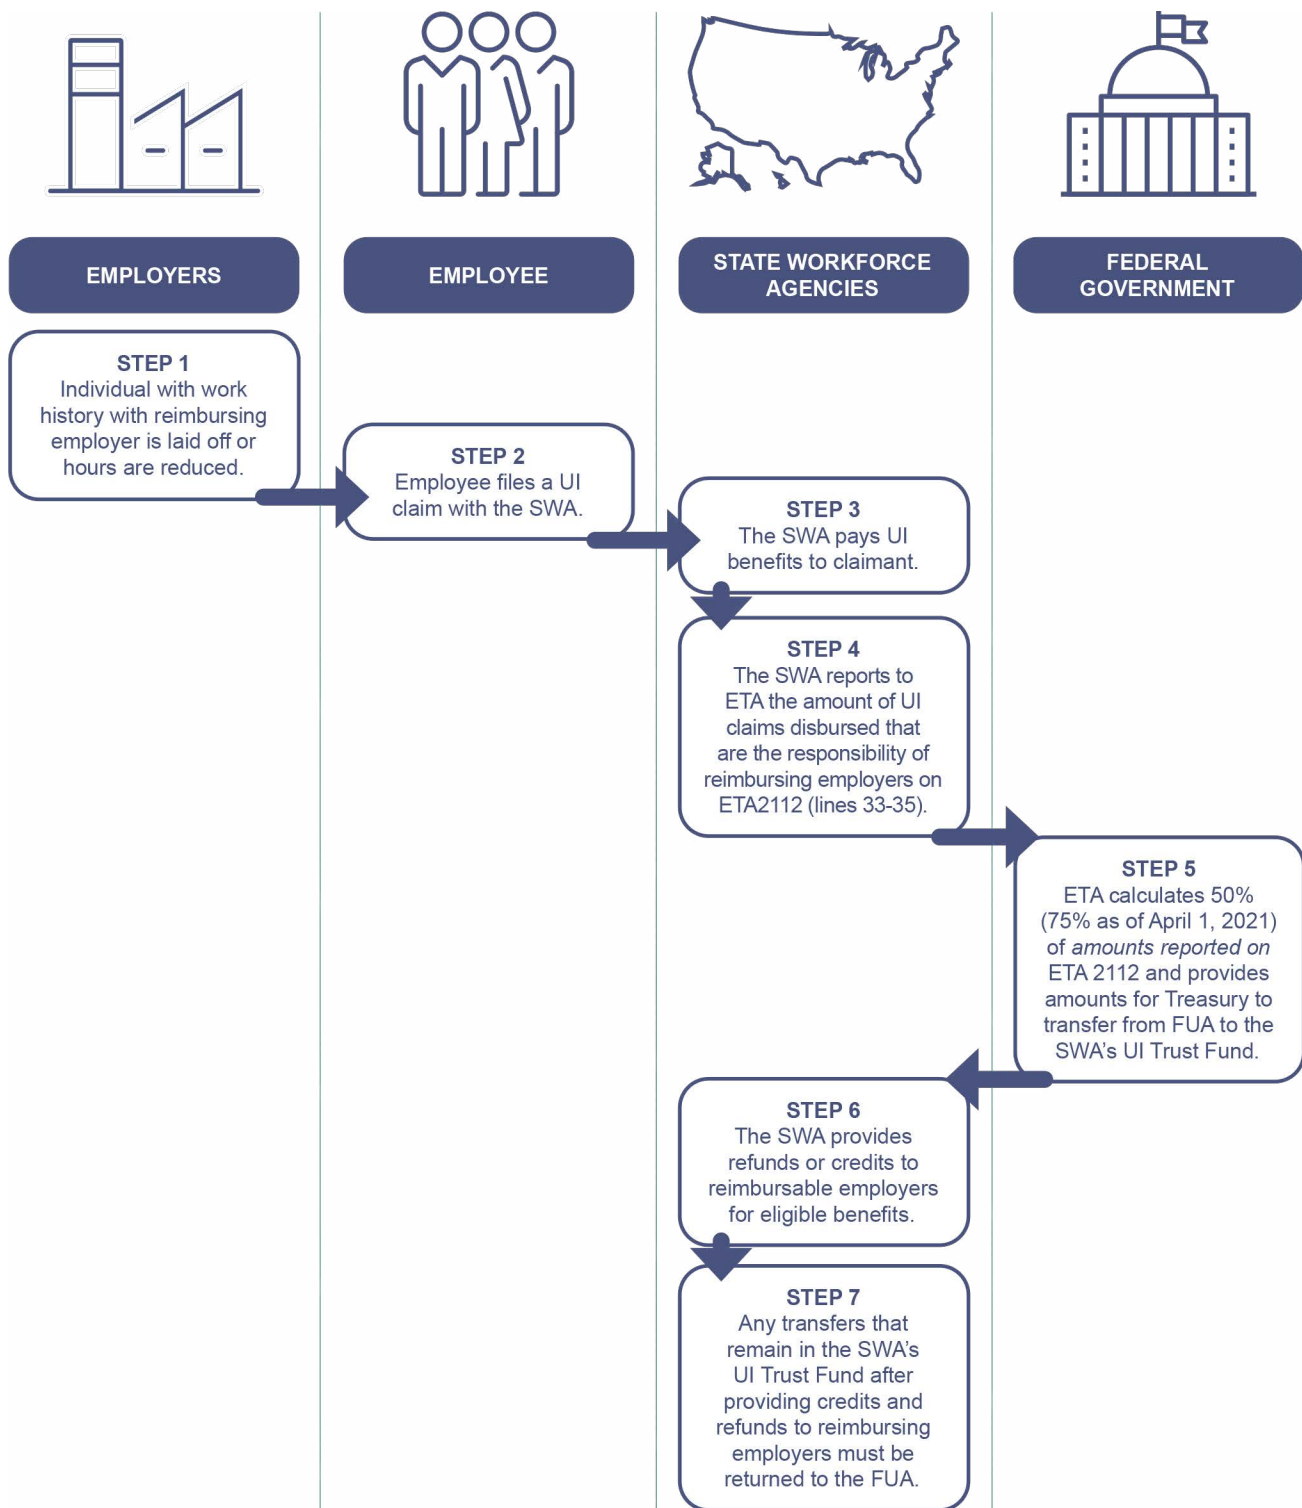 EMPLOYERS
EMPLOYEE
STATE WORKFORCE
AGENCIES
FEDERAL
GOVERNMENT
STEP 1
Individual with work
history with reimbursing
employer is laid off or
hours are reduced.
STEP 2
Employee files a UI
claim with the SWA.
STEP 3
The SWA pays UI
benefits to claimant.
STEP 4
The SWA reports to
ETA the amount of UI
claims disbursed that
are the responsibility of
reimbursing employers on
ETA2112 (lines 33-35).
STEP 5
ETA calculates 50%
(75% as of April 1, 2021)
of amounts reported on
ETA 2112 and provides
amounts for Treasury to
transfer from FUA to the
SWA’s UI Trust Fund.
STEP 6
The SWA provides
refunds or credits to
reimbursable employers
for eligible benefits.
STEP 7
Any transfers that
remain in the SWA’s
UI Trust Fund after
providing credits and
refunds to reimbursing
employers must be
returned to the FUA.